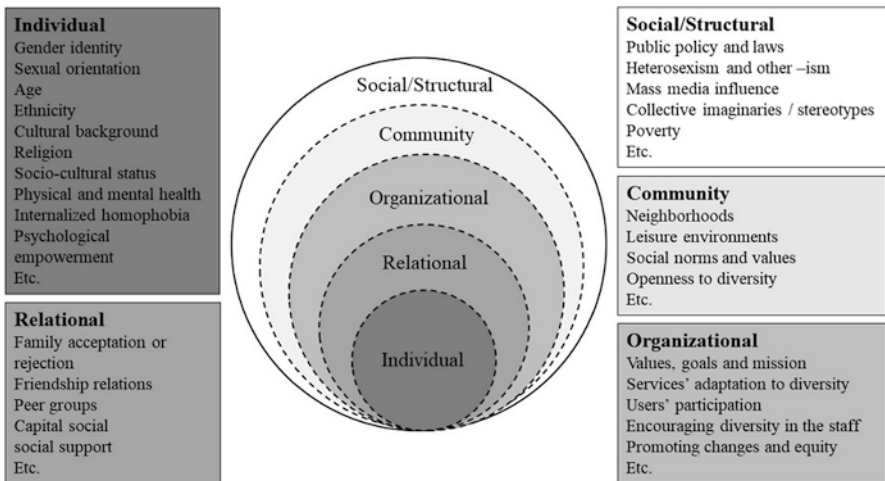 Individual
Gender identity
Sexual orientation
Age
Ethnicity
Cultural background
Religion
Socio-cultural status
Physical and mental health
Internalized homophobia
Psychological
empowerment
Etc.
Relational
Family acceptation or
rejection
Friendship relations
Peer groups
Capital social
social support
Etc.
Social/Structural
Community
Organizational
Relational
Individual
Social/Structural
Public policy and laws
Heterosexism and other –ism
Mass media influence
Collective imaginaries / stereotypes
Poverty
Etc.
Community
Neighborhoods
Leisure environments
Social norms and values
Openness to diversity
Etc.
Organizational
Values, goals and mission
Services’ adaptation to diversity
Users’ participation
Encouraging diversity in the staff
Promoting changes and equity
Etc.